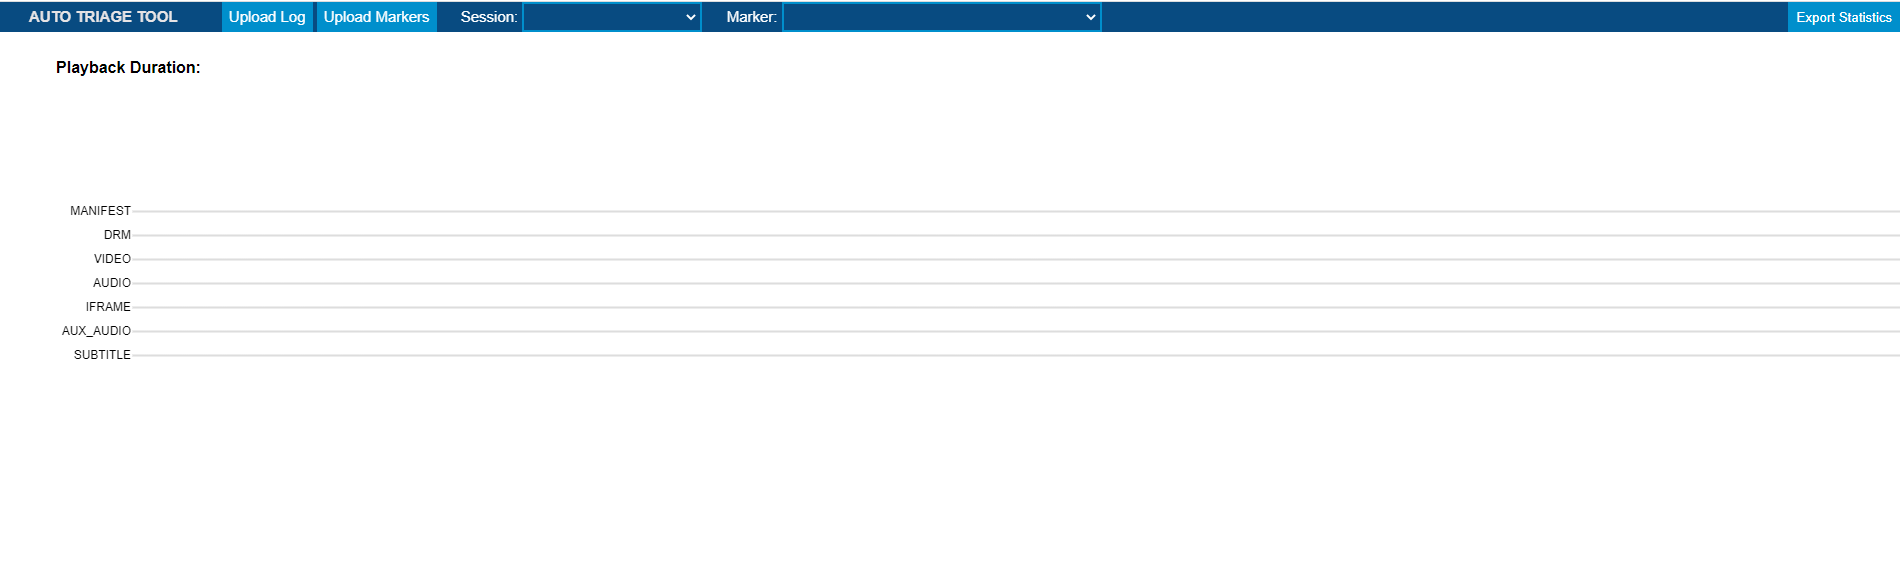 AUTO TRIAGE TOOL Upload Log Upload Markers Session: Marker: Export Statistics
Playback Duration:
MANIFEST
DRM
VIDEO
AUDIO
IFRAME
AUX_AUDIO
SUBTITLE